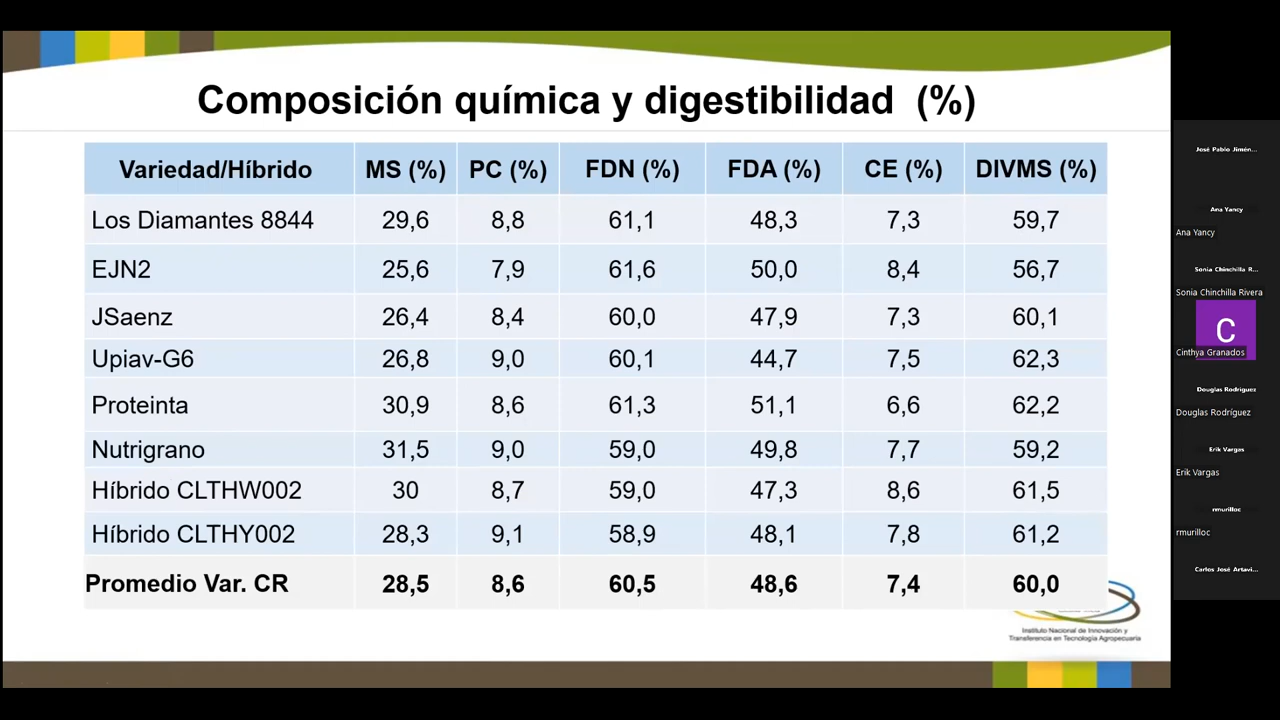 Composición química y digestibilidad (%)
Variedad/Híbrido MS (%) PC (%) FDN (%) FDA (%) CE (%) DIVMS (%)
Los Diamantes 8844 29,6 8,8 61,1 48,3 7,3 59,7
EJN2 25,6 7,9 61,6 50,0 8,4 56,7
JSaenz 26,4 8,4 60,0 47,9 7,3 60,1
Upiav-G6 26,8 9,0 60,1 44,7 7,5 62,3
Proteinta 30,9 8,6 61,3 51,1 6,6 62,2
Nutrigrano 31,5 9,0 59,0 49,8 7,7 59,2
Híbrido CLTHW002 30 8,7 59,0 47,3 8,6 61,5
Híbrido CLTHY002 28,3 9,1 58,9 48,1 7,8 61,2
Promedio Var. CR 28,5 8,6 60,5 48,6 7,4 60,0
Instituto Nacional de Innovación y
Transferencia en Tecnología Agropecuaria
José Pablo Jimén...
Ana Yancy
Ana Yancy
Sonia Chinchilla R...
Sonia Chinchilla Rivera
C
Cinthya Granados
Douglas Rodríguez
Douglas Rodríguez
Erik Vargas
Erik Vargas
rmurilloc
rmurilloc
Carlos José Artavi...